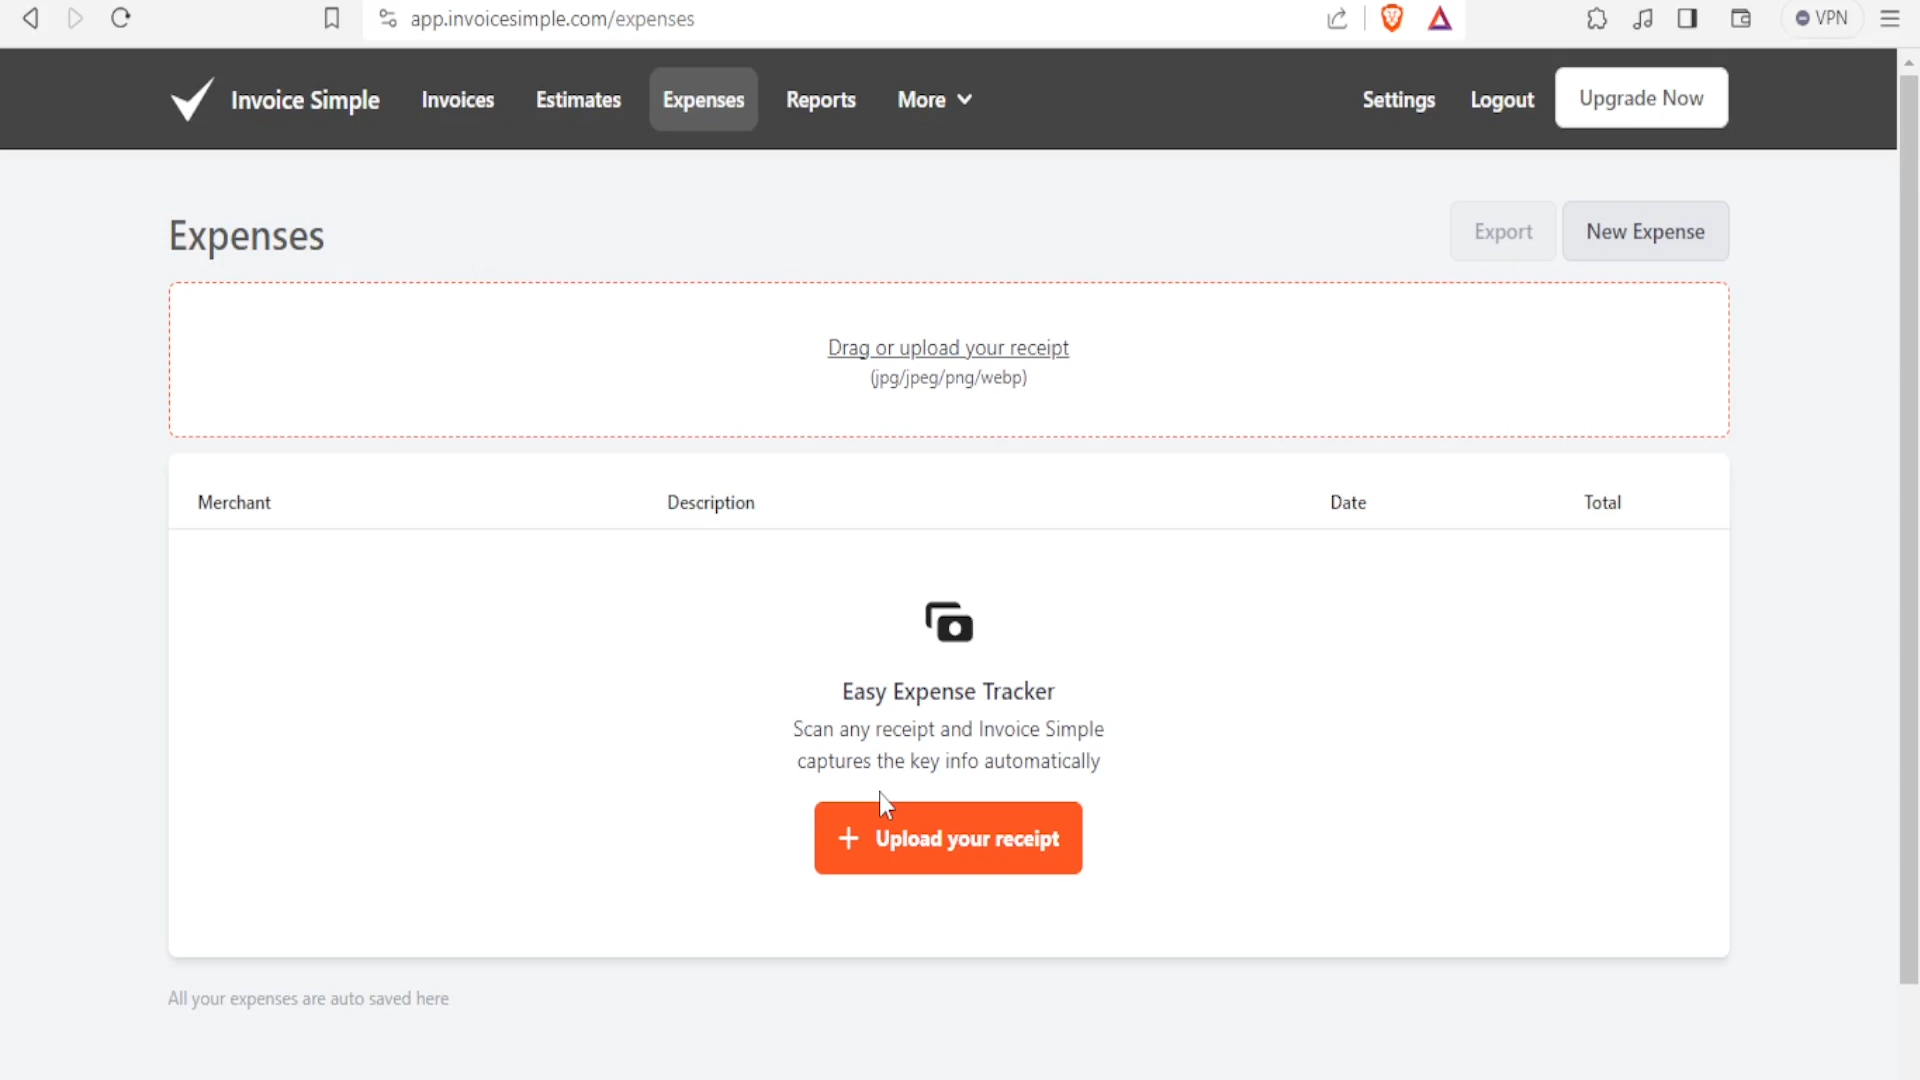 app.invoicesimple.com/expenses
VPN
Invoice Simple
Invoices
Estimates
Expenses
Reports
More
Settings
Logout
Upgrade Now
Expenses
Export
New Expense
Drag or upload your receipt
(jpg/jpeg/png/webp)
Merchant
Description
Date
Total
Easy Expense Tracker
Scan any receipt and Invoice Simple
captures the key info automatically
+ Upload your receipt
All your expenses are auto saved here